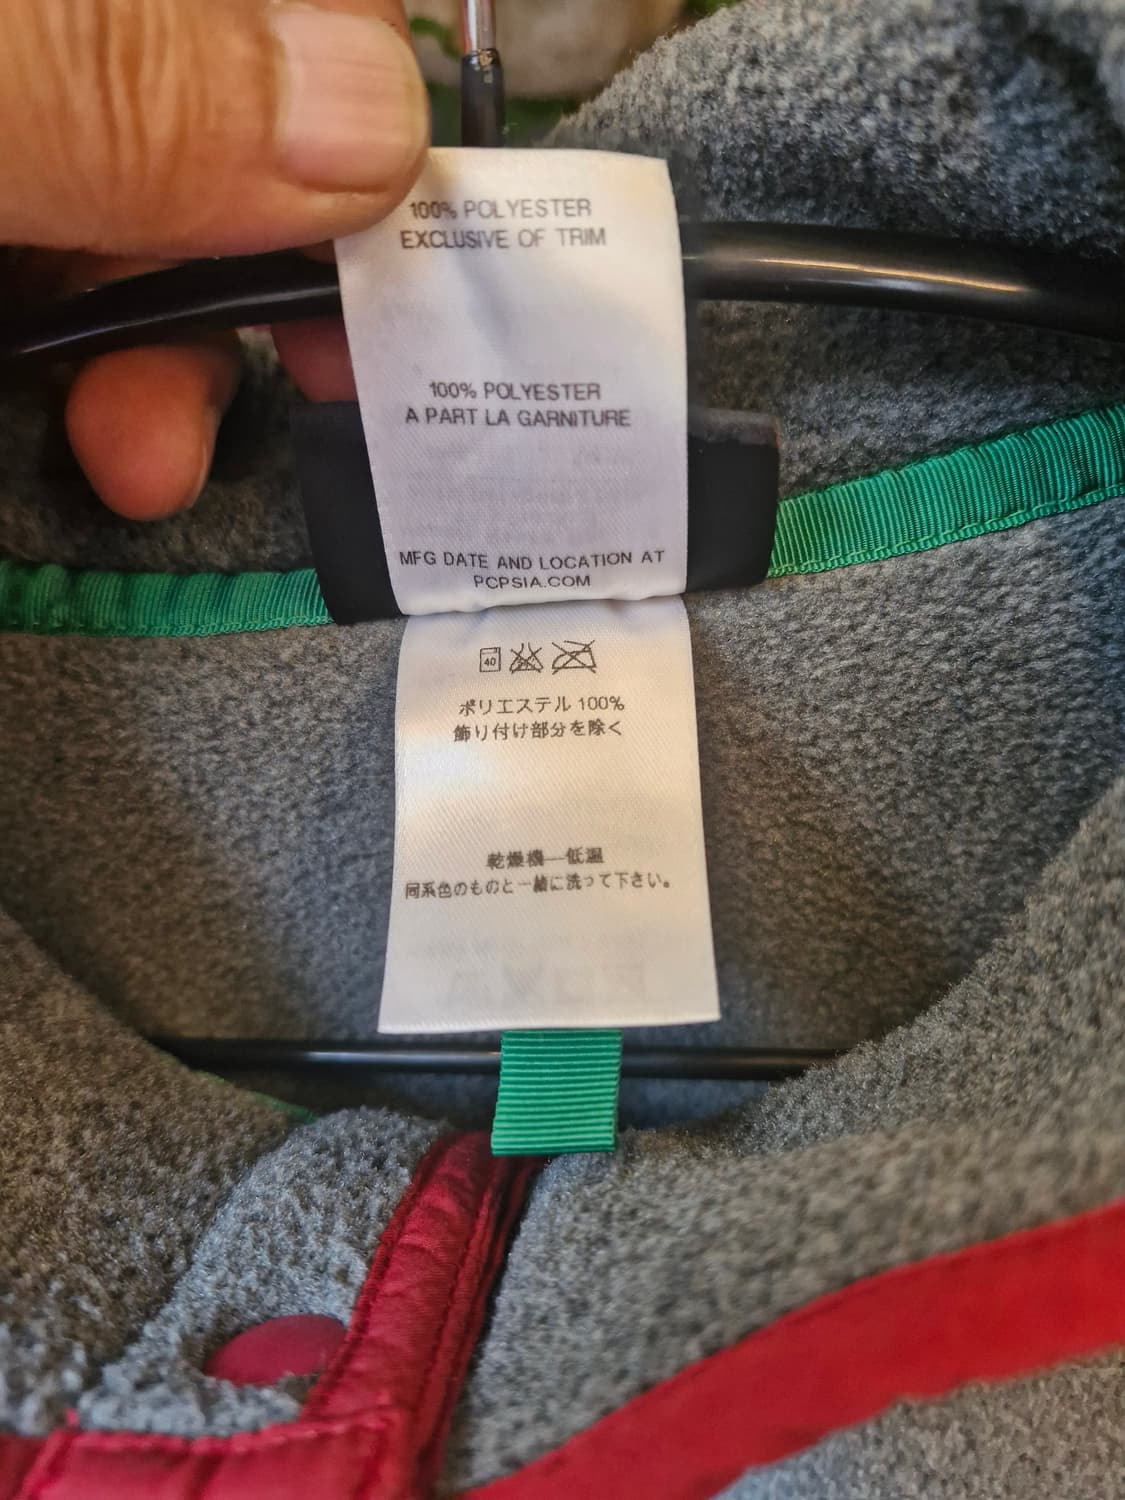 100% POLYESTER
EXCLUSIVE OF TRIM
100% POLYESTER
A PART LA GARNITURE
MFG DATE AND LOCATION AT
PCPSIA.COM
40
ポリエステル 100%
飾り付け部分を除く
乾燥機—低温
同系色のものと一緒に洗って下さい。